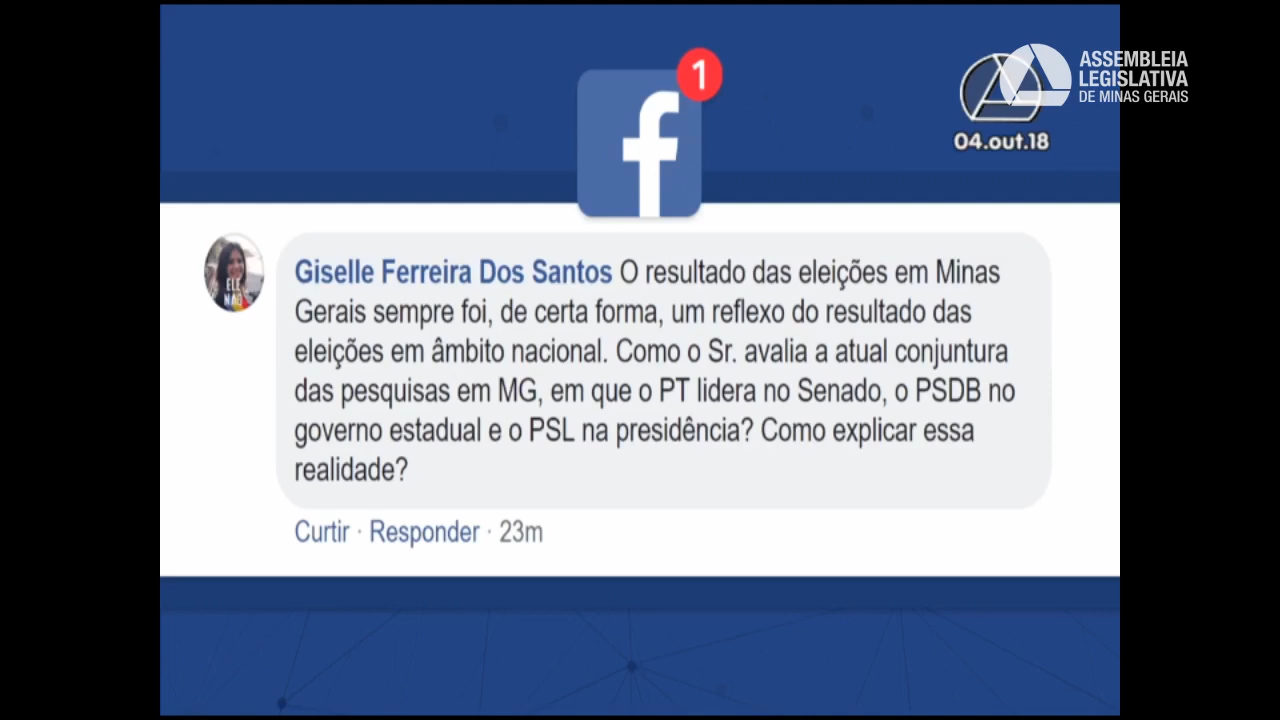 f
1
ASSEMBLEIA
LEGISLATIVA
DE MINAS GERAIS
04.out.18
ELE
NÃO
Giselle Ferreira Dos Santos O resultado das eleições em Minas
Gerais sempre foi, de certa forma, um reflexo do resultado das
eleições em âmbito nacional. Como o Sr. avalia a atual conjuntura
das pesquisas em MG, em que o PT lidera no Senado, o PSDB no
governo estadual e o PSL na presidência? Como explicar essa
realidade?
Curtir · Responder · 23m